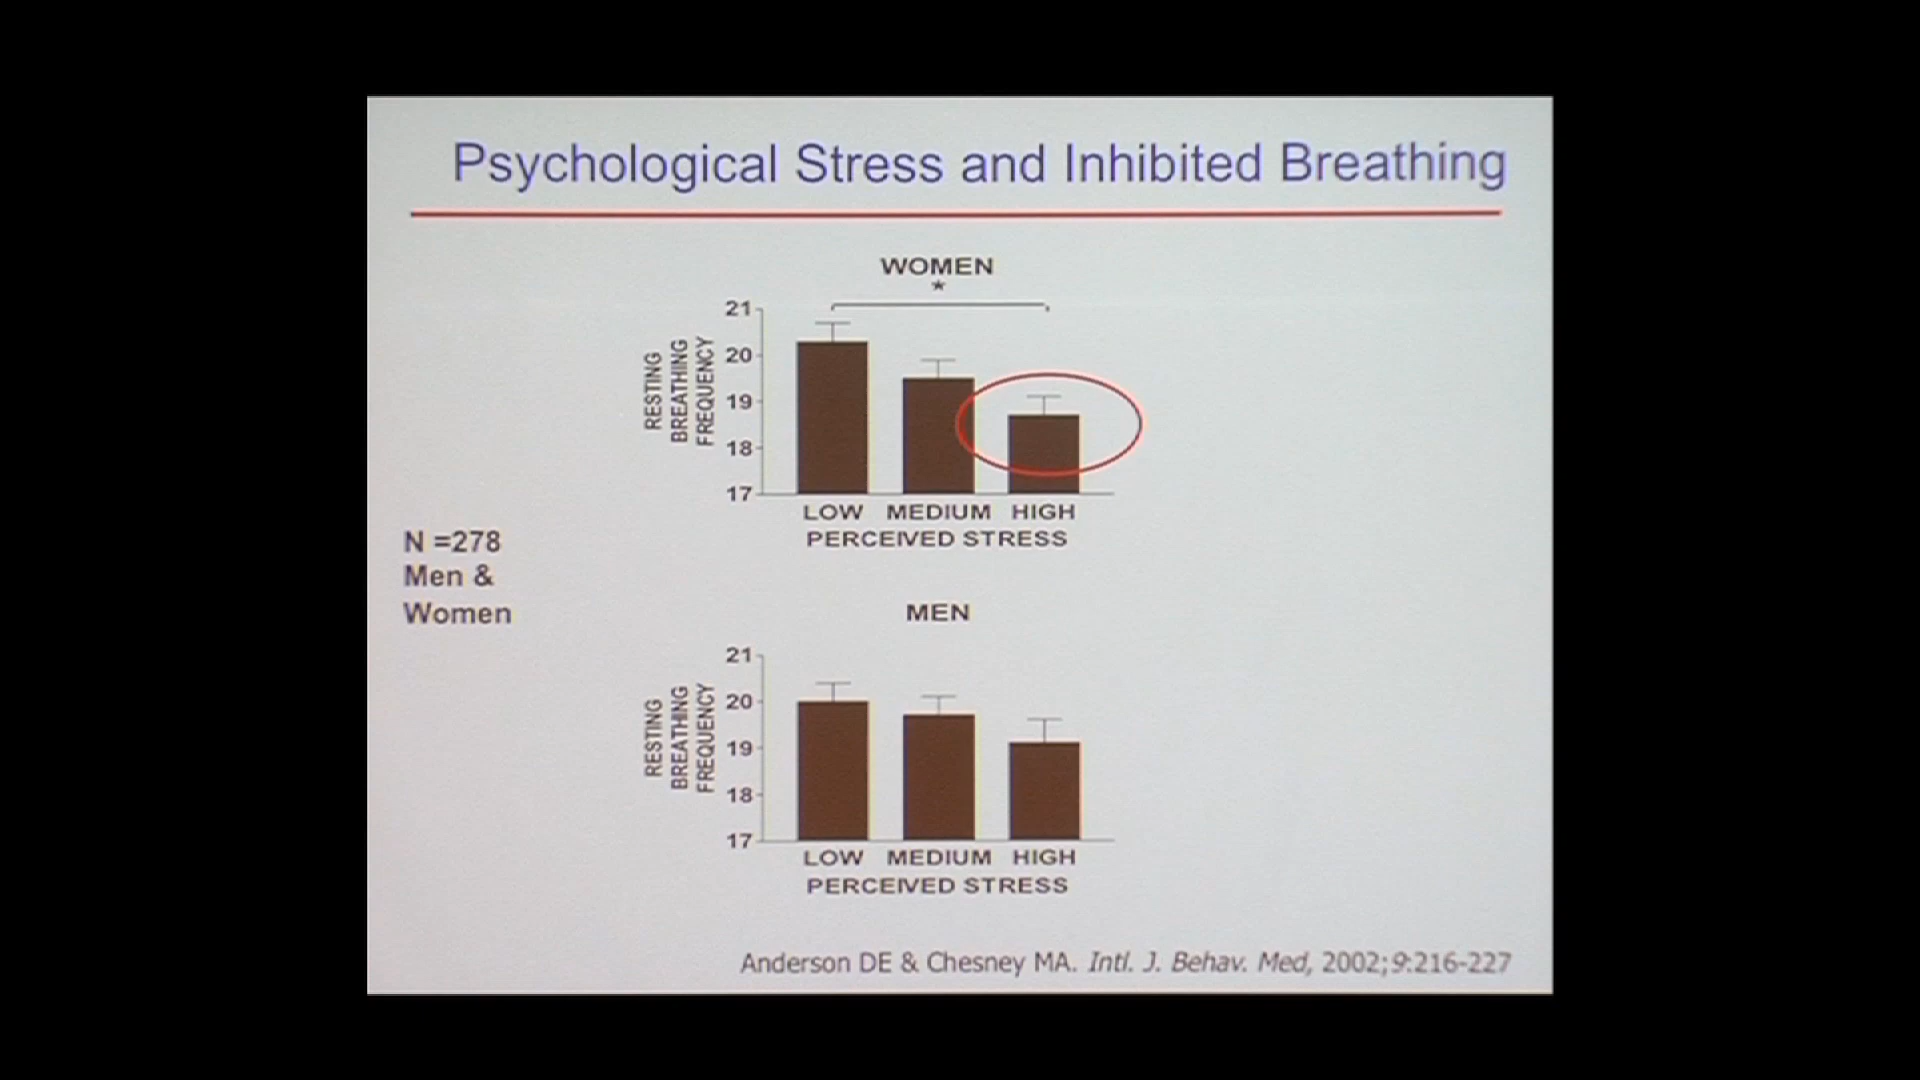 Psychological Stress and Inhibited Breathing
WOMEN
*
RESTING
BREATHING
FREQUENCY
21
20
19
18
17
LOW MEDIUM HIGH
PERCEIVED STRESS
N =278
Men &
Women
MEN
RESTING
BREATHING
FREQUENCY
21
20
19
18
17
LOW MEDIUM HIGH
PERCEIVED STRESS
Anderson DE & Chesney MA. Intl. J. Behav. Med, 2002;9:216-227